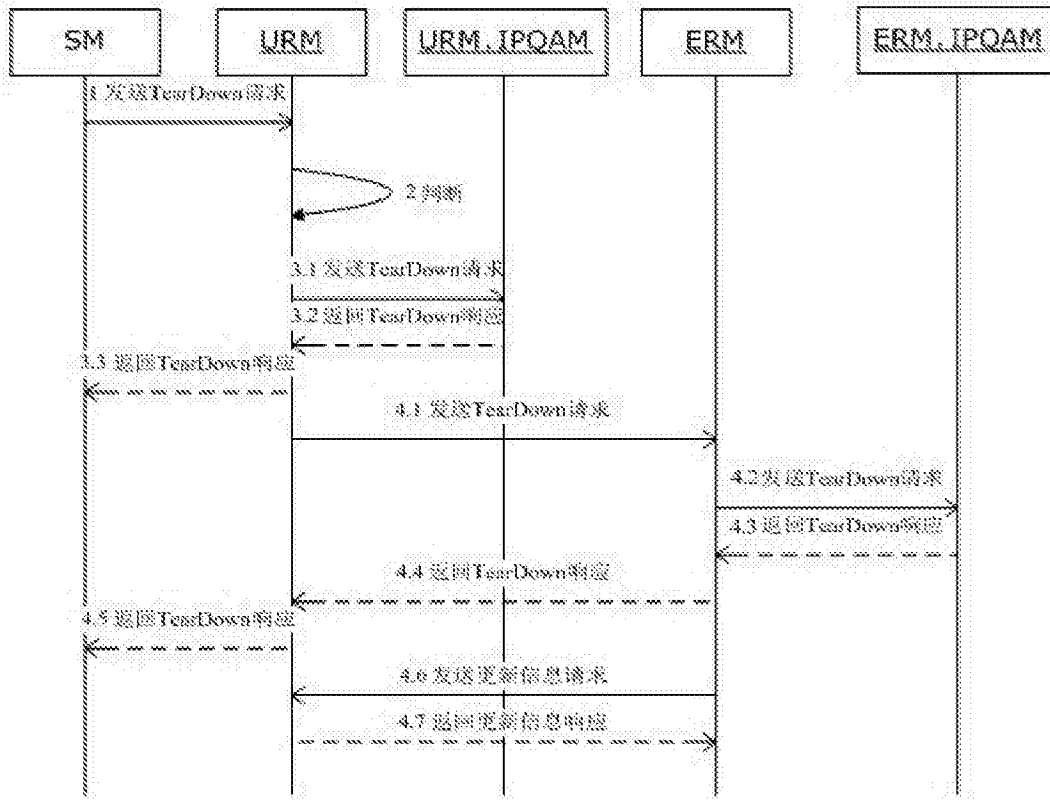 SM
URM
URM.IPQAM
ERM
ERM.IPQAM
1 发送TearDown请求
2 判断
3.1 发送TearDown请求
3.2 返回TearDown响应
3.3 返回TearDown响应
4.1 发送TearDown请求
4.2 发送TearDown请求
4.3 返回TearDown响应
4.4 返回TearDown响应
4.5 返回TearDown响应
4.6 发送更新信息请求
4.7 返回更新信息响应